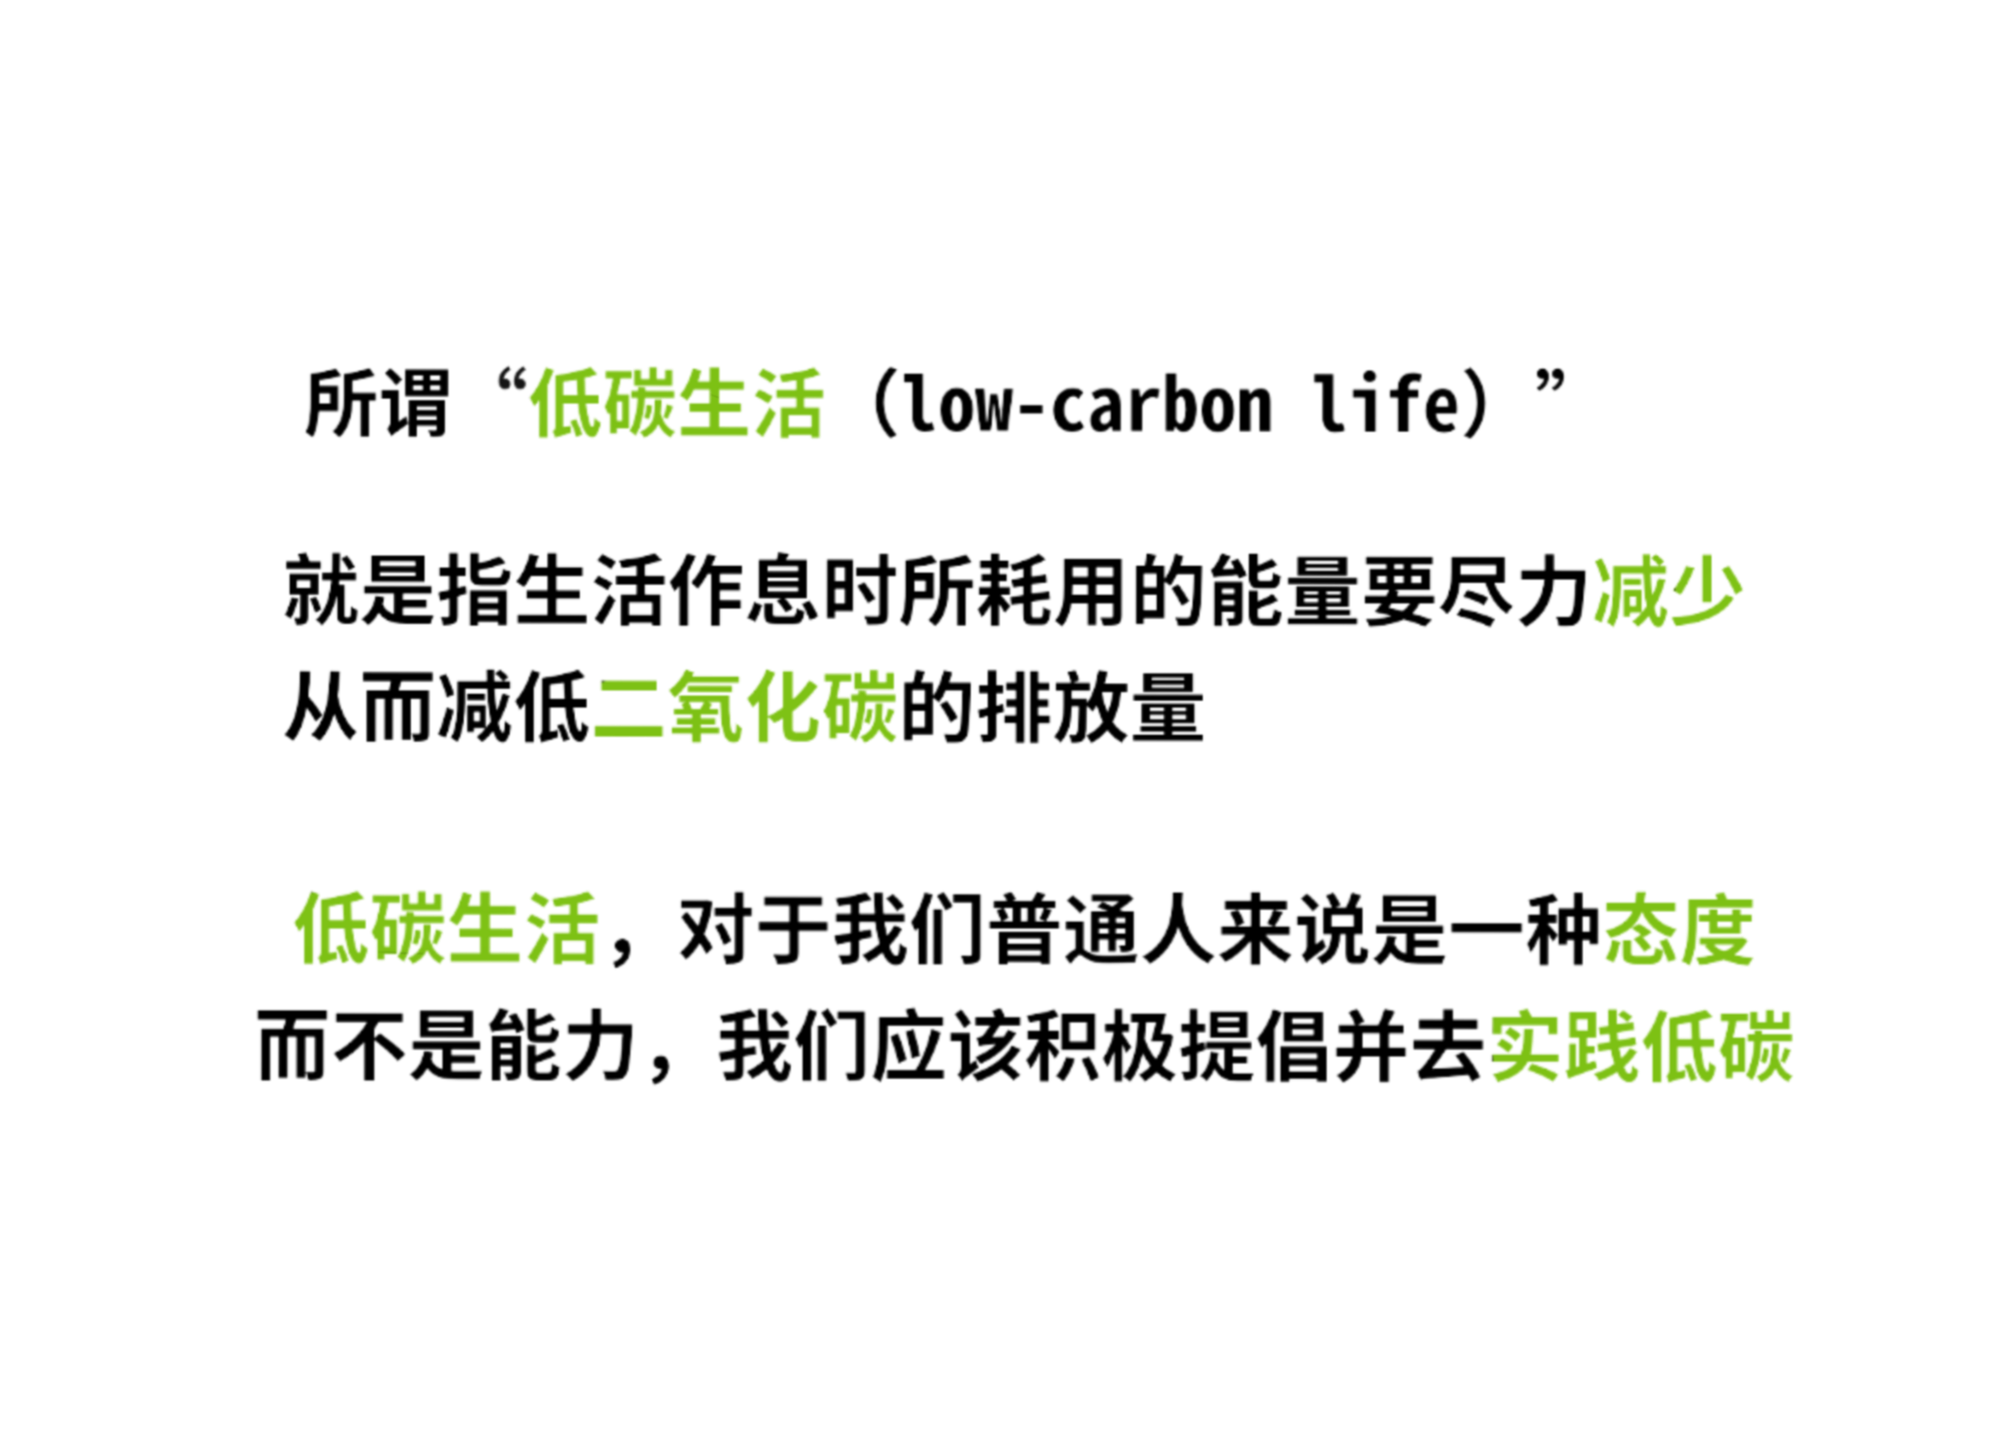 所谓“低碳生活（low-carbon life）”
就是指生活作息时所耗用的能量要尽力减少
从而减低二氧化碳的排放量
低碳生活，对于我们普通人来说是一种态度
而不是能力，我们应该积极提倡并去实践低碳